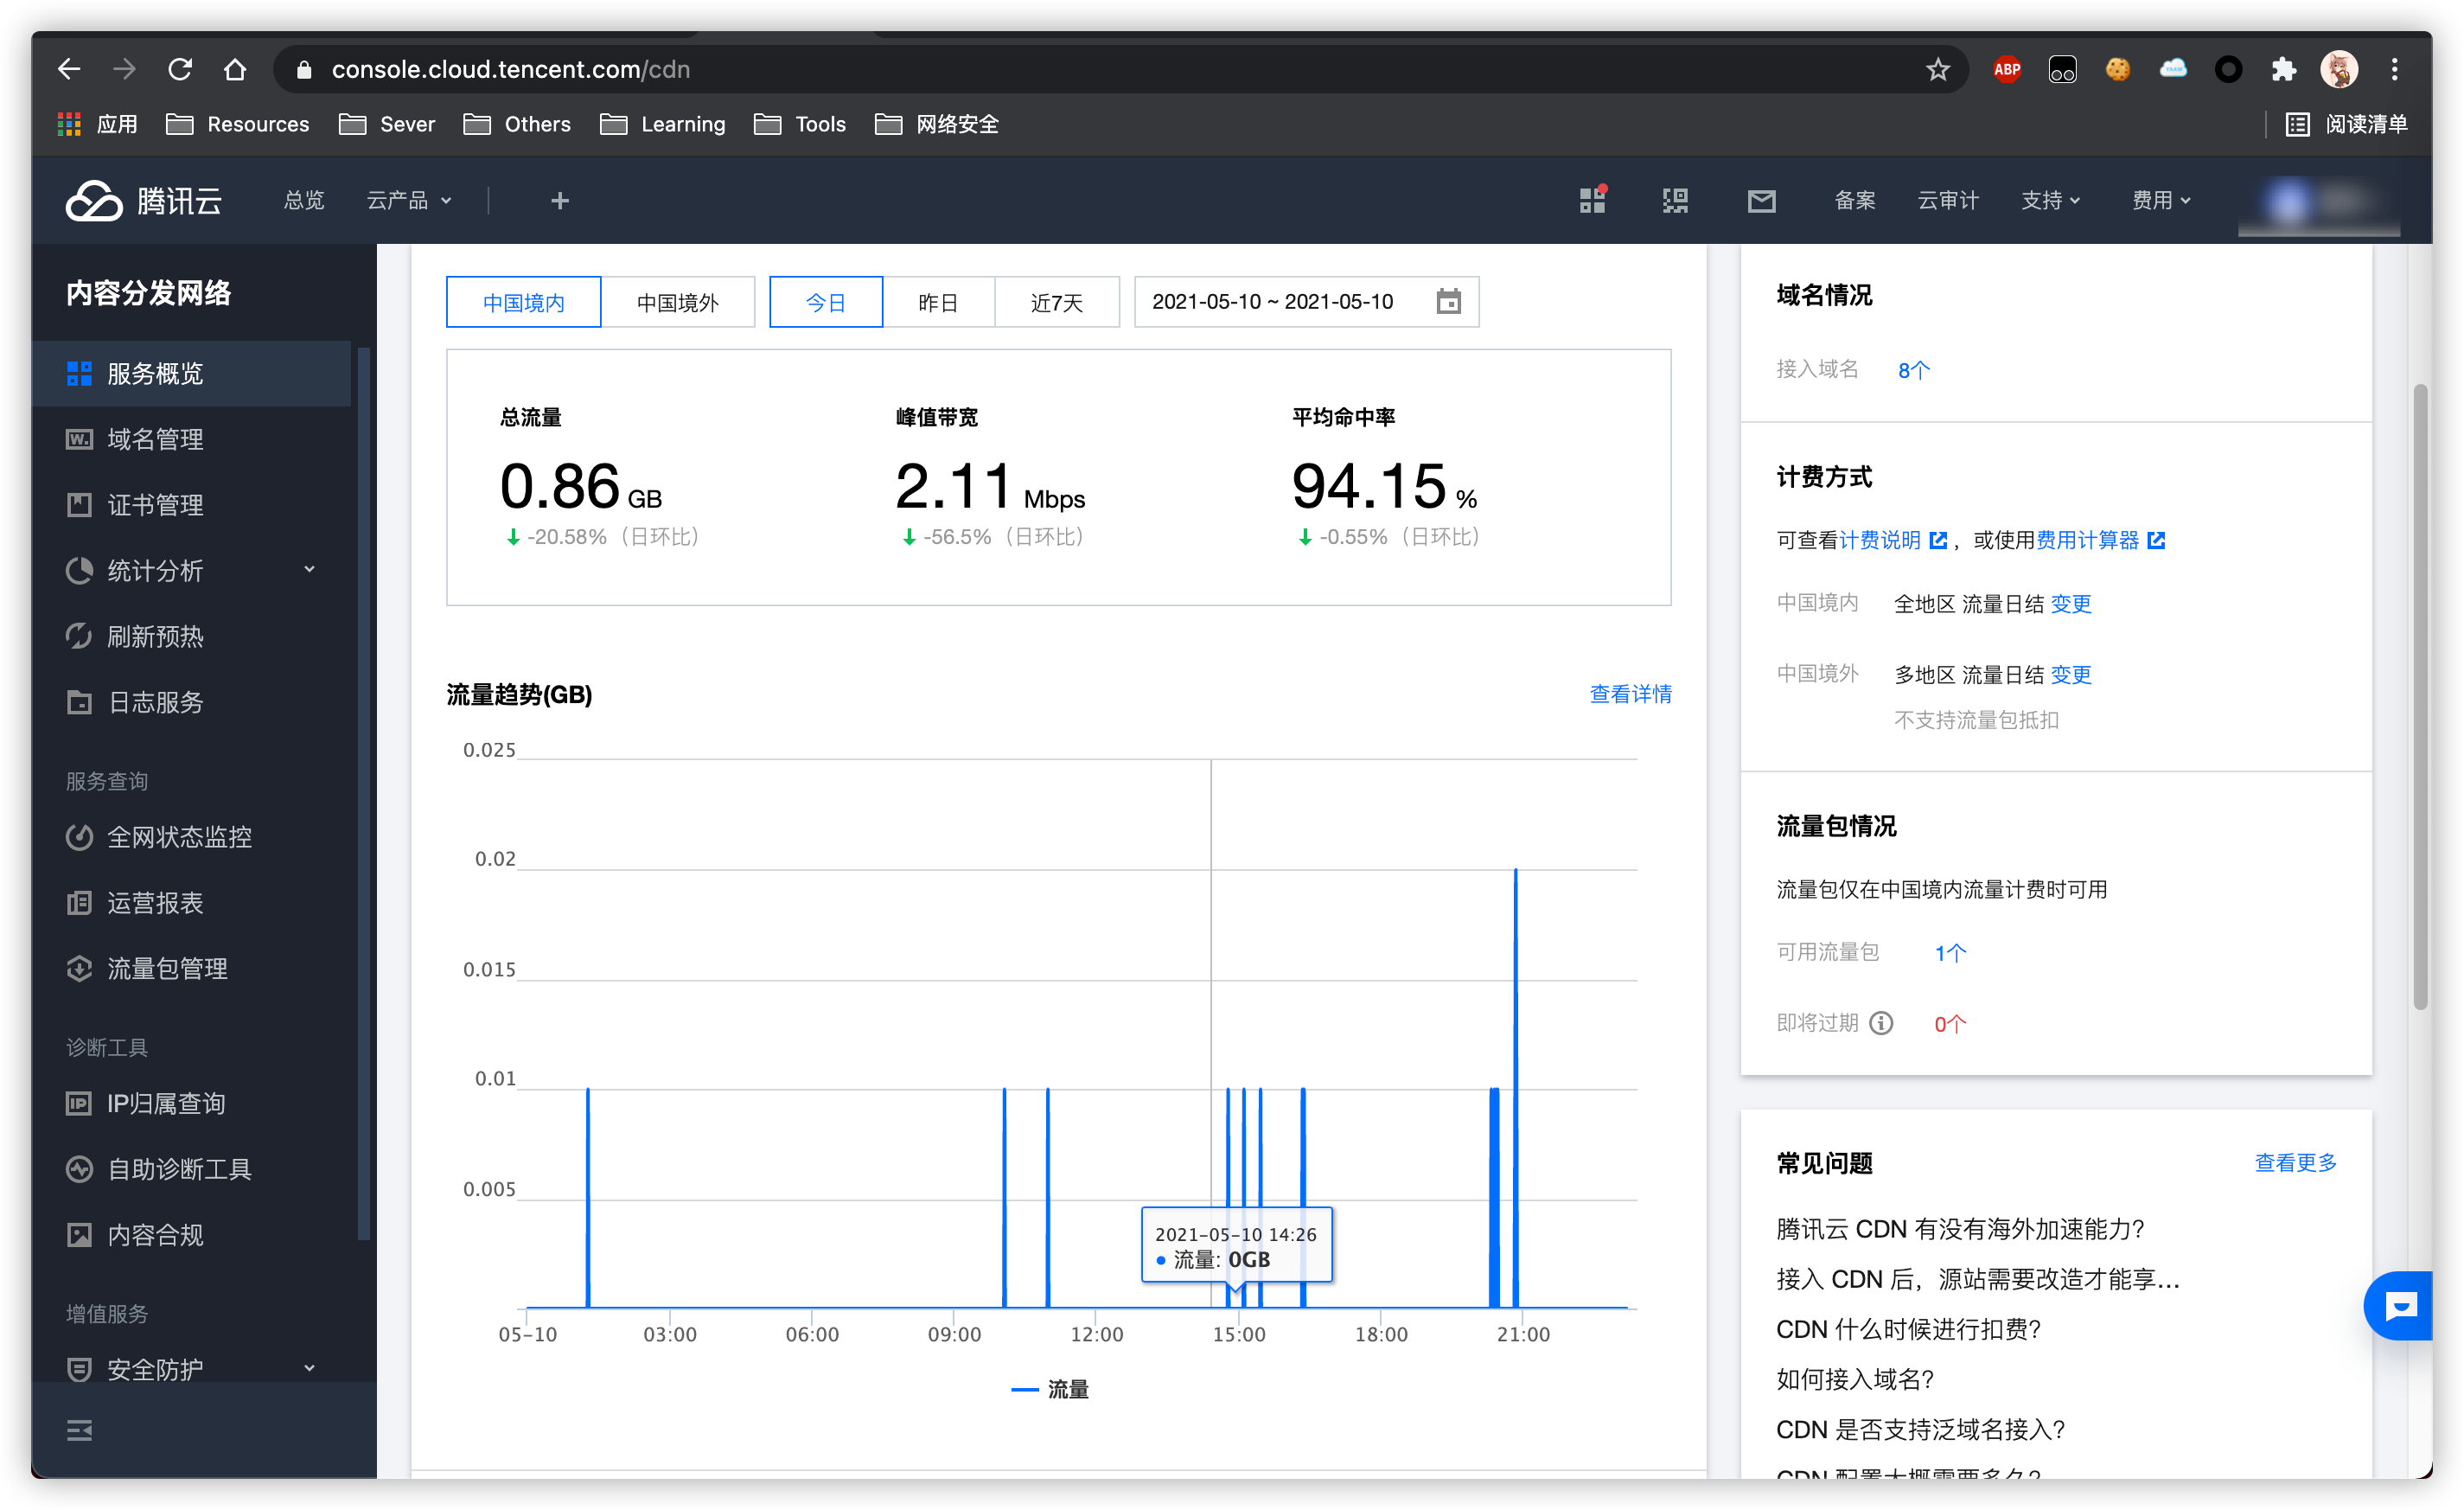 console.cloud.tencent.com/cdn
ABP
应用 Resources Sever Others Learning Tools 网络安全 阅读清单
腾讯云 总览 云产品 备案 云审计 支持 费用
内容分发网络
服务概览
域名管理
证书管理
统计分析
刷新预热
日志服务
服务查询
全网状态监控
运营报表
流量包管理
诊断工具
IP归属查询
自助诊断工具
内容合规
增值服务
安全防护
中国境内 中国境外 今日 昨日 近7天 2021-05-10 ~ 2021-05-10
总流量 峰值带宽 平均命中率
0.86 GB 2.11 Mbps 94.15 %
-20.58%（日环比） -56.5%（日环比） -0.55%（日环比）
流量趋势(GB) 查看详情
0.025
0.02
0.015
0.01
0.005
2021-05-10 14:26
流量: 0GB
05-10 03:00 06:00 09:00 12:00 15:00 18:00 21:00
流量
域名情况
接入域名 8个
计费方式
可查看计费说明，或使用费用计算器
中国境内 全地区 流量日结 变更
中国境外 多地区 流量日结 变更
不支持流量包抵扣
流量包情况
流量包仅在中国境内流量计费时可用
可用流量包 1个
即将过期 0个
常见问题 查看更多
腾讯云 CDN 有没有海外加速能力？
接入 CDN 后，源站需要改造才能享...
CDN 什么时候进行扣费？
如何接入域名？
CDN 是否支持泛域名接入？
CDN 配置大概需要多久？